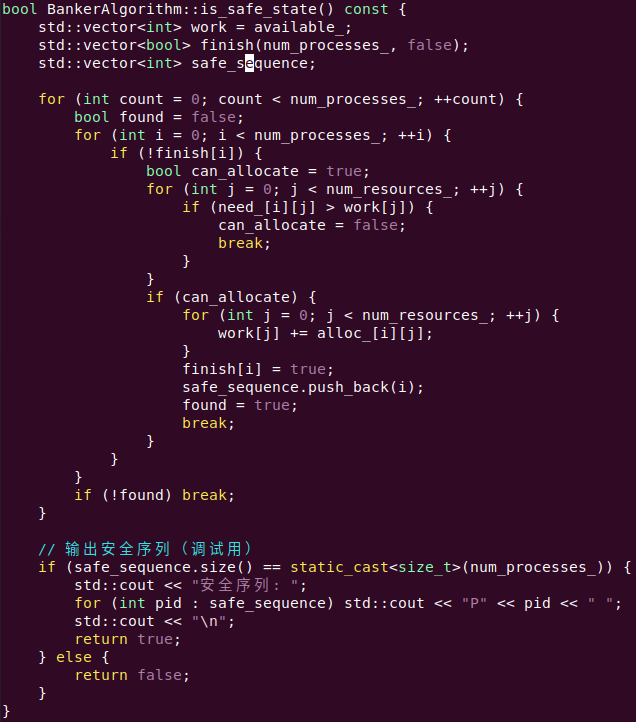 bool BankerAlgorithm::is_safe_state() const {
    std::vector<int> work = available_;
    std::vector<bool> finish(num_processes_, false);
    std::vector<int> safe_sequence;

    for (int count = 0; count < num_processes_; ++count) {
        bool found = false;
        for (int i = 0; i < num_processes_; ++i) {
            if (!finish[i]) {
                bool can_allocate = true;
                for (int j = 0; j < num_resources_; ++j) {
                    if (need_[i][j] > work[j]) {
                        can_allocate = false;
                        break;
                    }
                }
                if (can_allocate) {
                    for (int j = 0; j < num_resources_; ++j) {
                        work[j] += alloc_[i][j];
                    }
                    finish[i] = true;
                    safe_sequence.push_back(i);
                    found = true;
                    break;
                }
            }
        }
        if (!found) break;
    }

    // 输出安全序列（调试用）
    if (safe_sequence.size() == static_cast<size_t>(num_processes_)) {
        std::cout << "安全序列: ";
        for (int pid : safe_sequence) std::cout << "P" << pid << " ";
        std::cout << "\n";
        return true;
    } else {
        return false;
    }
}